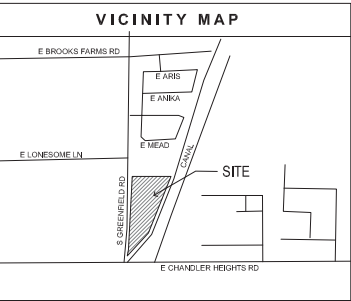 VICINITY MAP
E BROOKS FARMS RD
E ARIS
E ANIKA
E MEAD
CANAL
E LONESOME LN
SITE
S GREENFIELD RD
E CHANDLER HEIGHTS RD